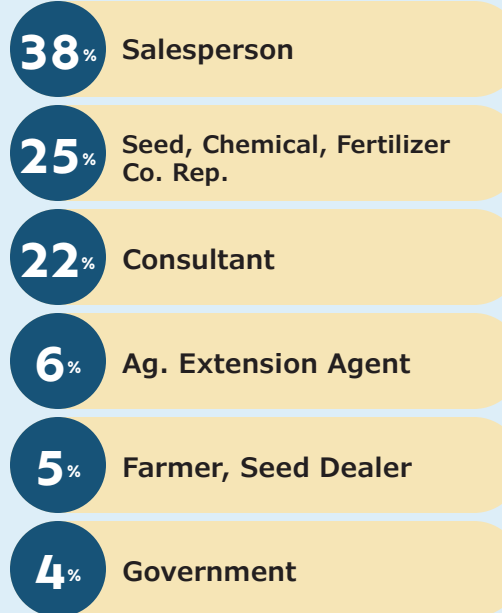 38%
Salesperson
25%
Seed, Chemical, Fertilizer
Co. Rep.
22%
Consultant
6%
Ag. Extension Agent
5%
Farmer, Seed Dealer
4%
Government